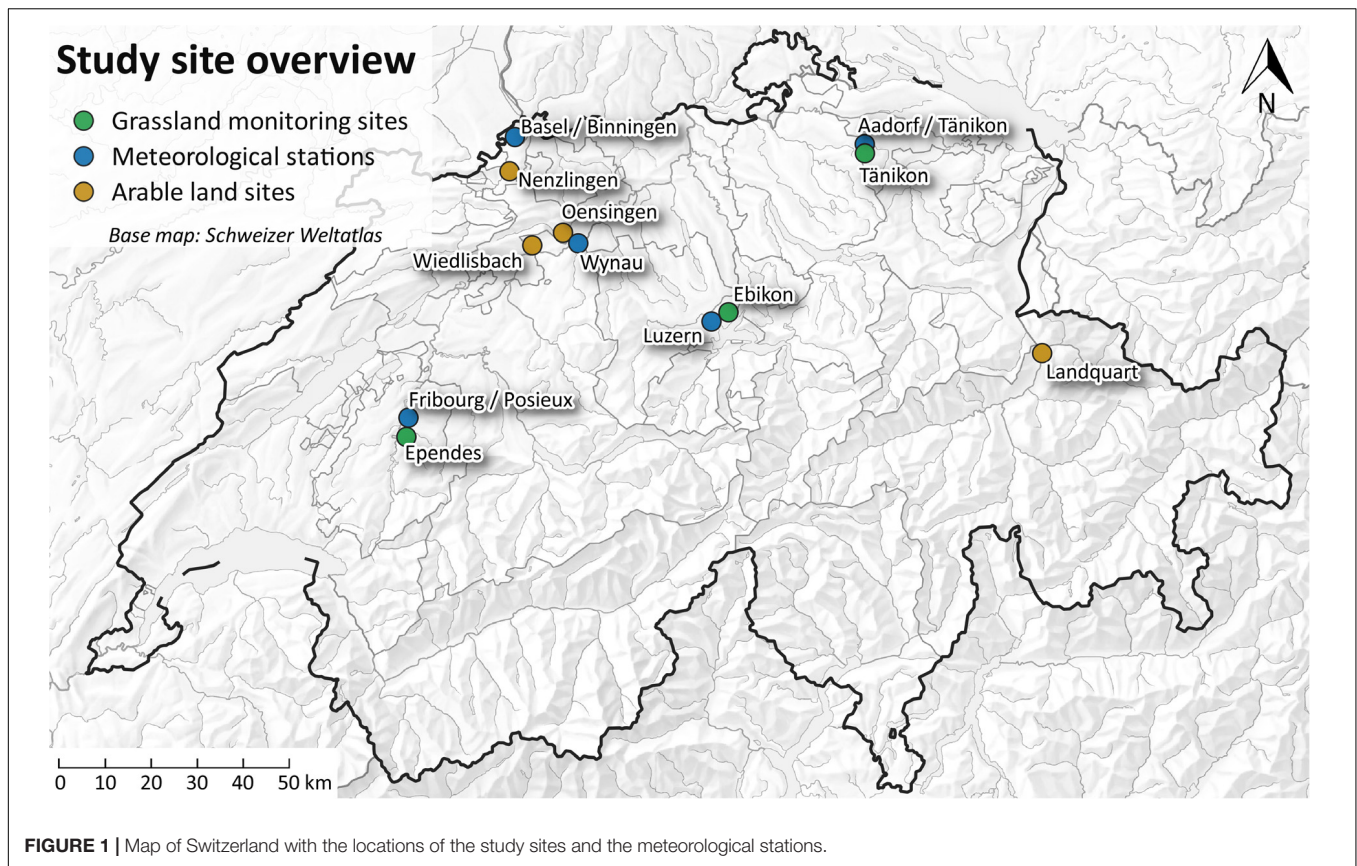 Study site overview
Grassland monitoring sites
Meteorological stations
Arable land sites
Base map: Schweizer Weltatlas
N
Basel / Binningen
Nenzlingen
Aadorf / Tänikon
Tänikon
Oensingen
Wiedlisbach
Wynau
Ebikon
Luzern
Landquart
Fribourg / Posieux
Ependes
0 10 20 30 40 50 km
FIGURE 1 | Map of Switzerland with the locations of the study sites and the meteorological stations.